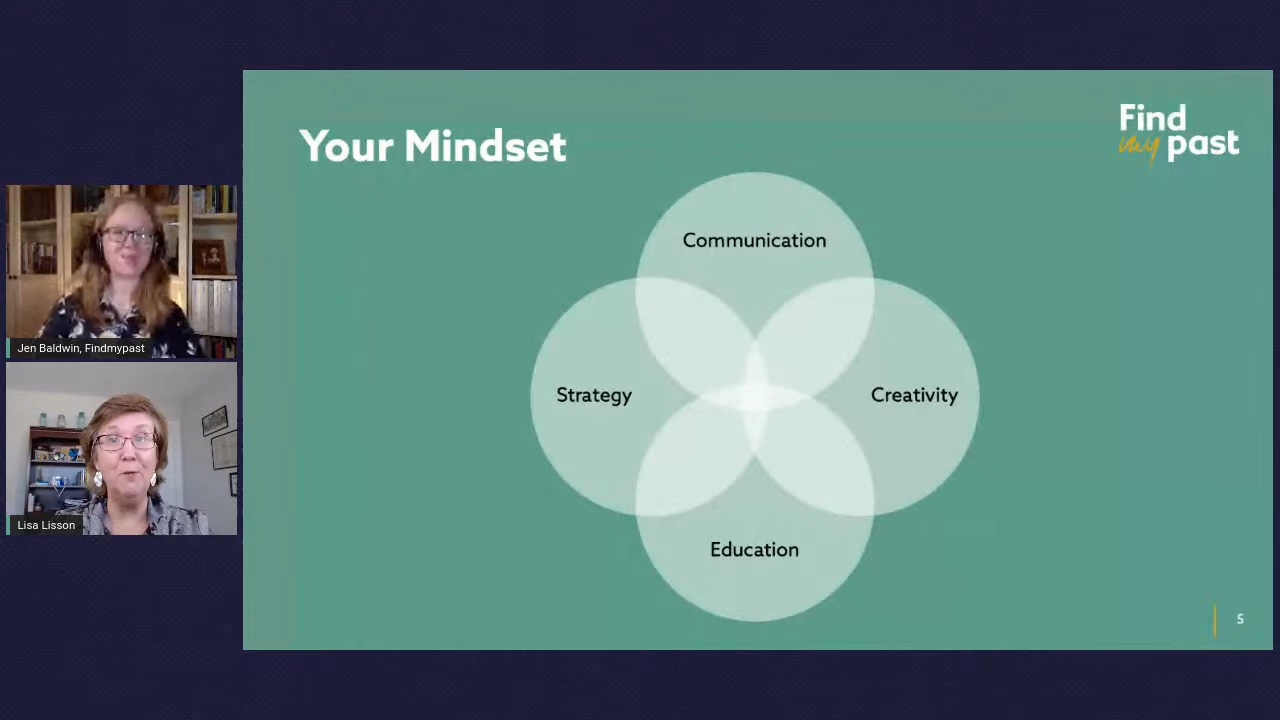 Your Mindset
Find
my past
Communication
Strategy
Creativity
Education
5
Jen Baldwin, Findmypast
Lisa Lisson